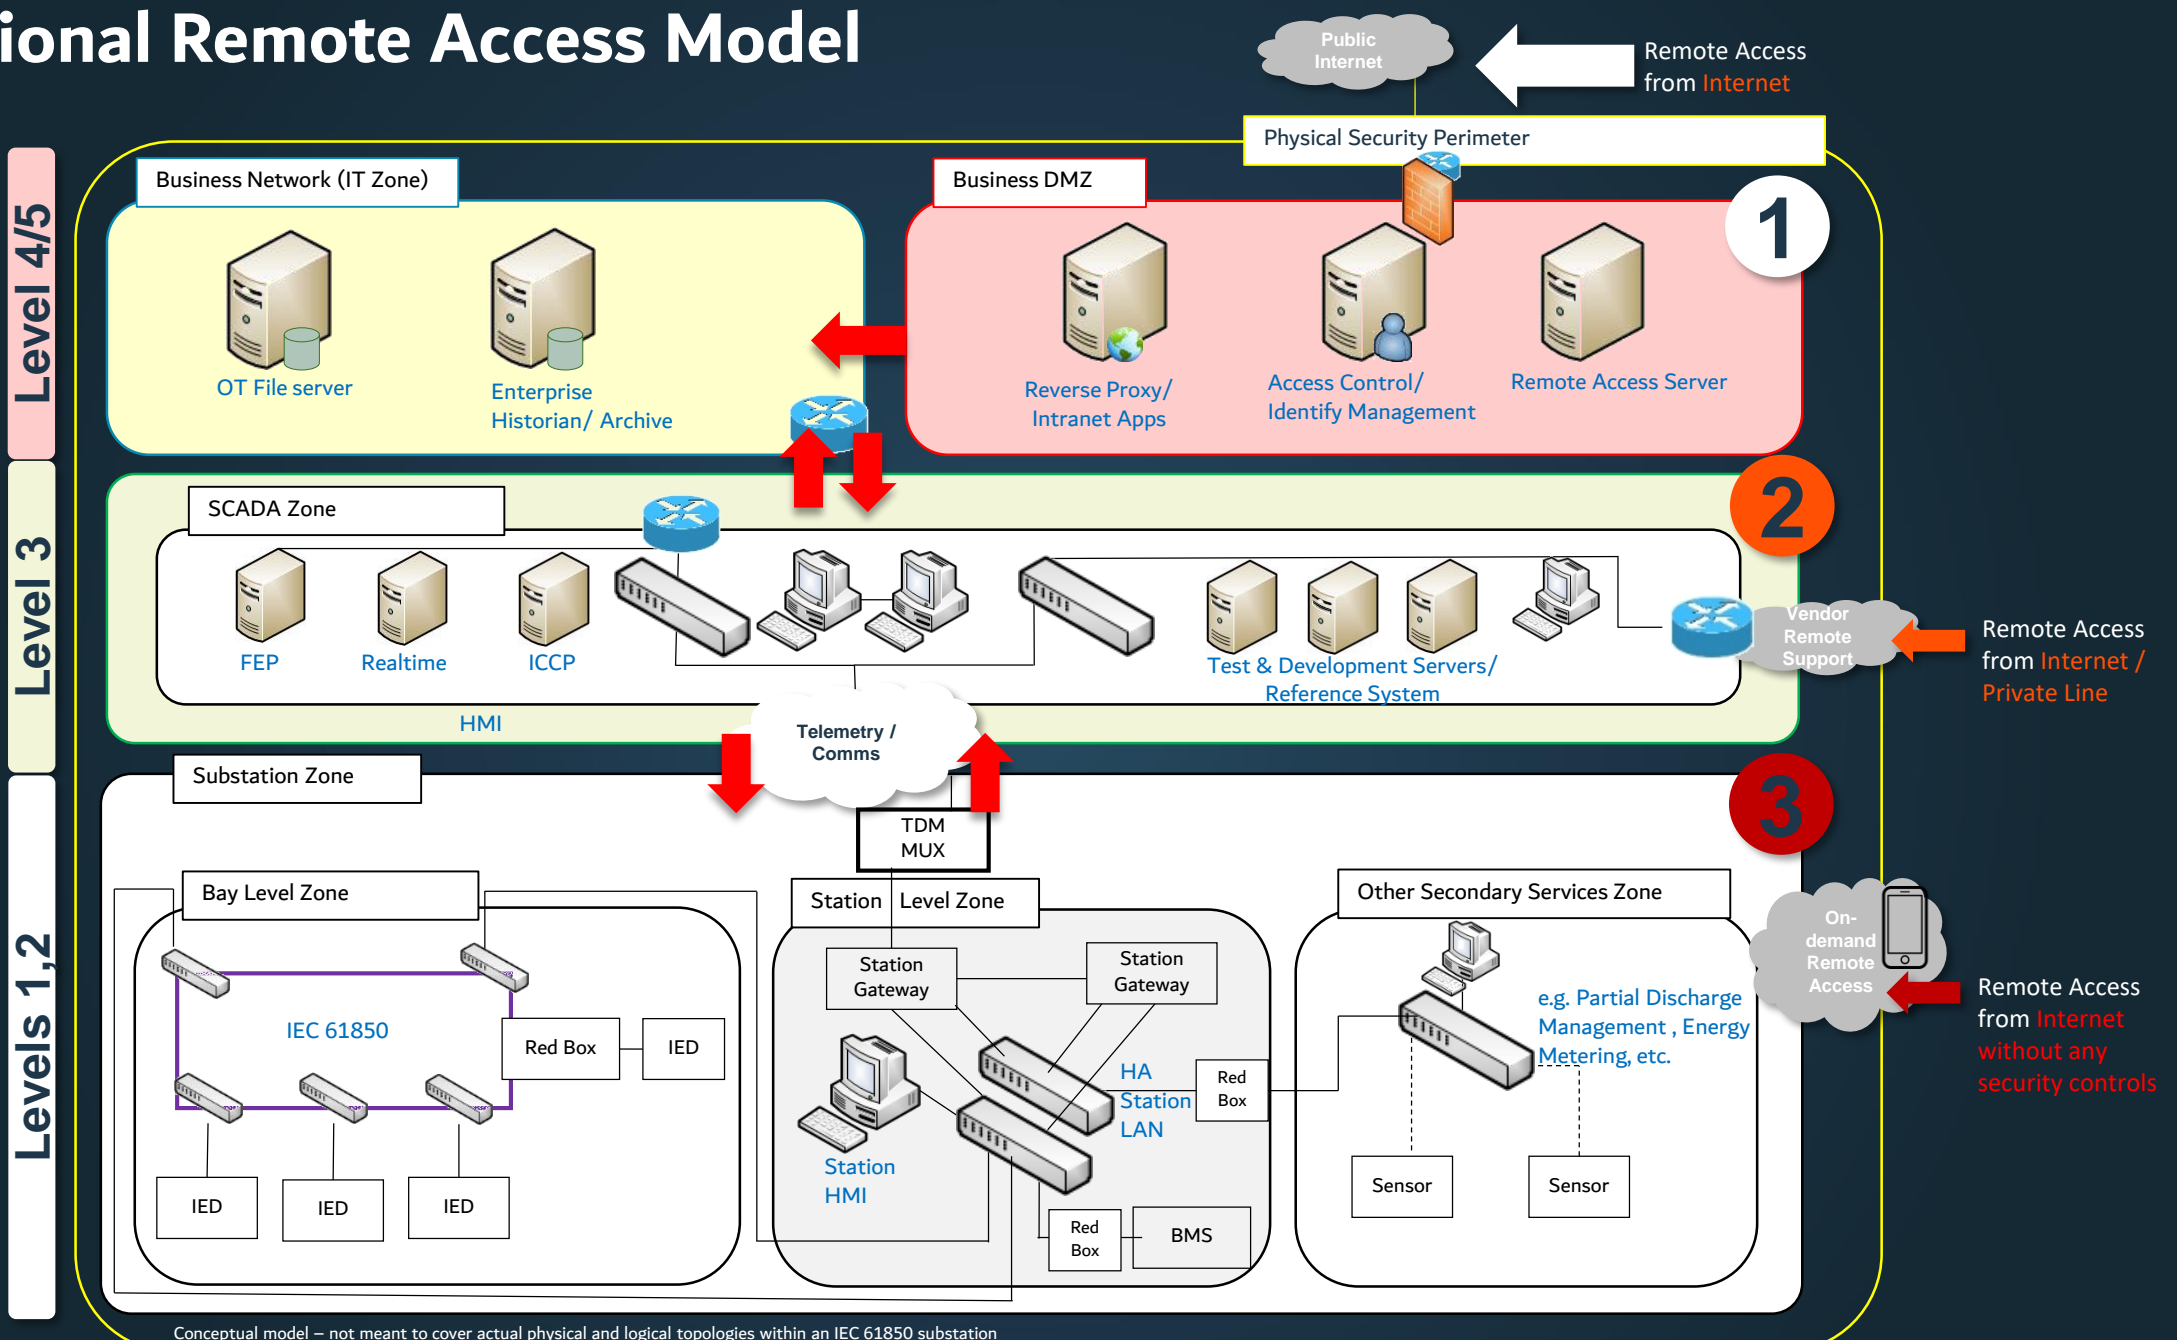 ional Remote Access Model
Public
Internet
Remote Access
from Internet
Physical Security Perimeter
Level 4/5
Business Network (IT Zone)
Business DMZ
1
OT File server
Enterprise
Historian/ Archive
Reverse Proxy/
Intranet Apps
Access Control/
Identify Management
Remote Access Server
Level 3
SCADA Zone
2
FEP
Realtime
ICCP
Test & Development Servers/
Reference System
Vendor
Remote
Support
Remote Access
from Internet /
Private Line
HMI
Telemetry /
Comms
Levels 1,2
Substation Zone
3
TDM
MUX
Bay Level Zone
Station Level Zone
Other Secondary Services Zone
On-
demand
Remote
Access
Remote Access
from Internet
without any
security controls
IEC 61850
Red Box
IED
Station
Gateway
Station
Gateway
e.g. Partial Discharge
Management , Energy
Metering, etc.
HA
Station
LAN
Red
Box
Station
HMI
IED
IED
IED
Red
Box
BMS
Sensor
Sensor
Conceptual model – not meant to cover actual physical and logical topologies within an IEC 61850 substation